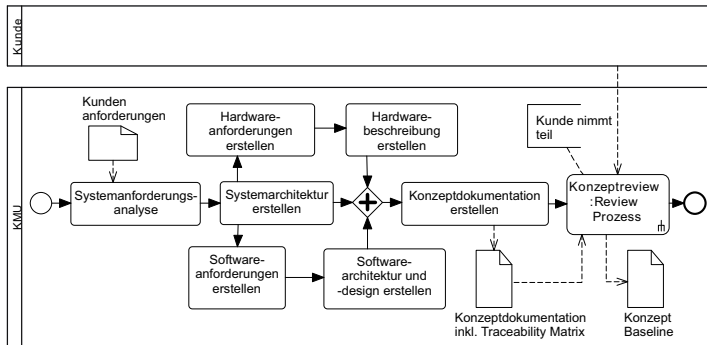 Kunde
KMU
Kunden
anforderungen
Hardware-
anforderungen
erstellen
Hardware-
beschreibung
erstellen
Kunde nimmt
teil
Systemanforderungs-
analyse
Systemarchitektur
erstellen
Konzeptdokumentation
erstellen
Konzeptreview
:Review
Prozess
Software-
anforderungen
erstellen
Software-
architektur und
-design erstellen
Konzeptdokumentation
inkl. Traceability Matrix
Konzept
Baseline